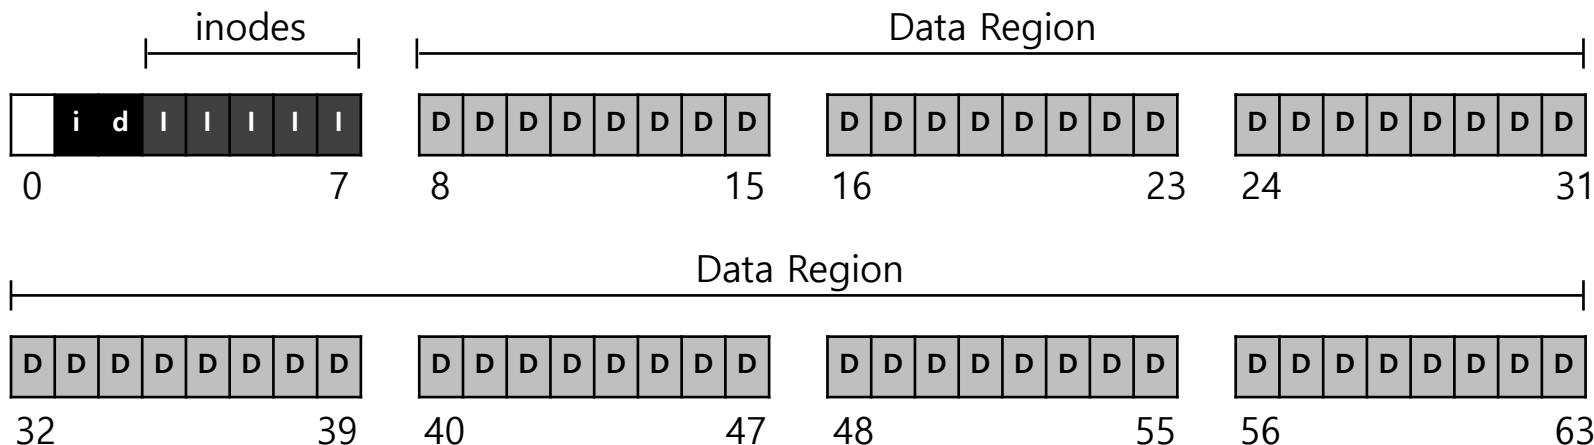 inodes Data Region
i d I I I I I D D D D D D D D D D D D D D D D D D D D D D D D
0 7 8 15 16 23 24 31
Data Region
D D D D D D D D D D D D D D D D D D D D D D D D D D D D D D D D
32 39 40 47 48 55 56 63